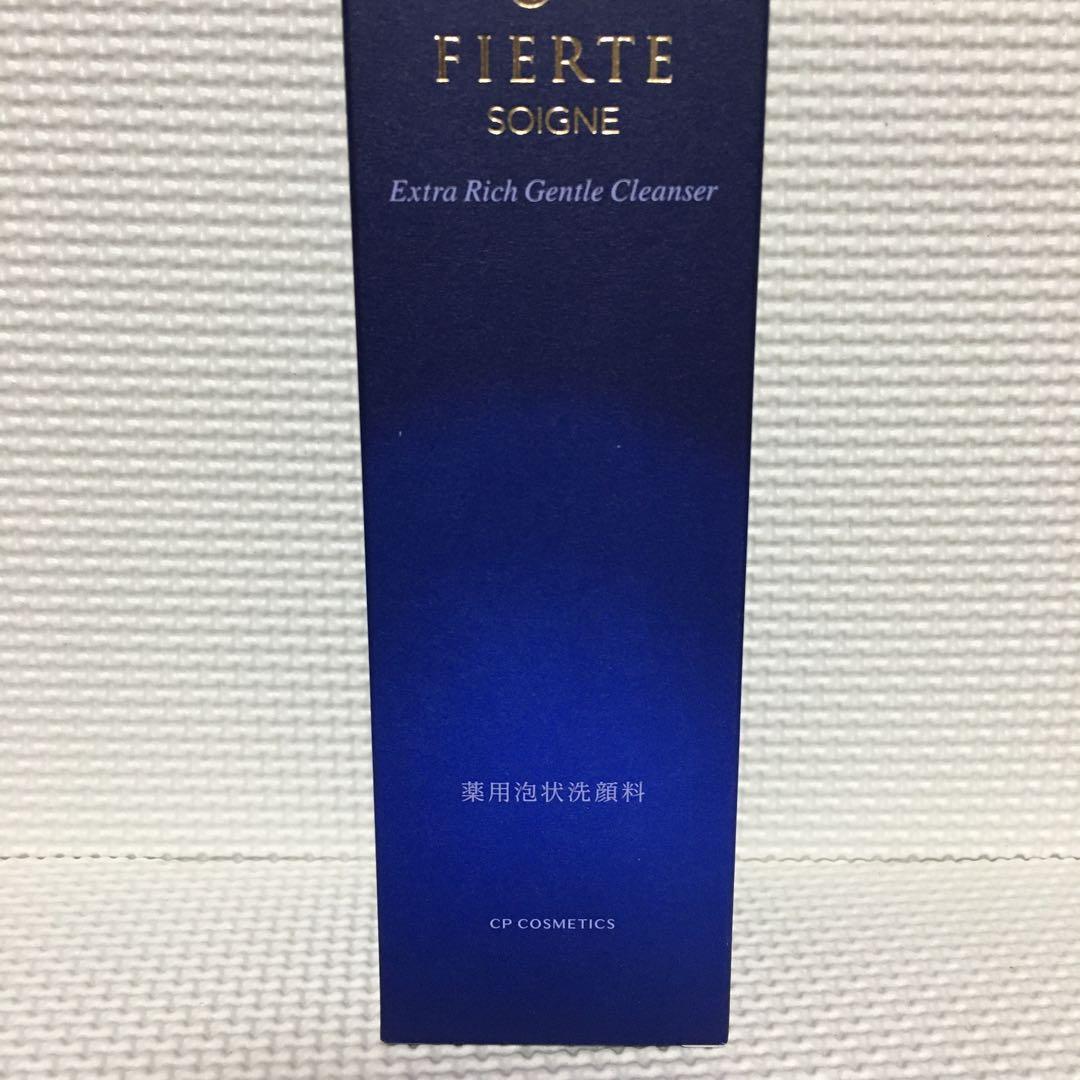 FIERTE
SOIGNE
Extra Rich Gentle Cleanser
薬用泡状洗顔料
CP COSMETICS